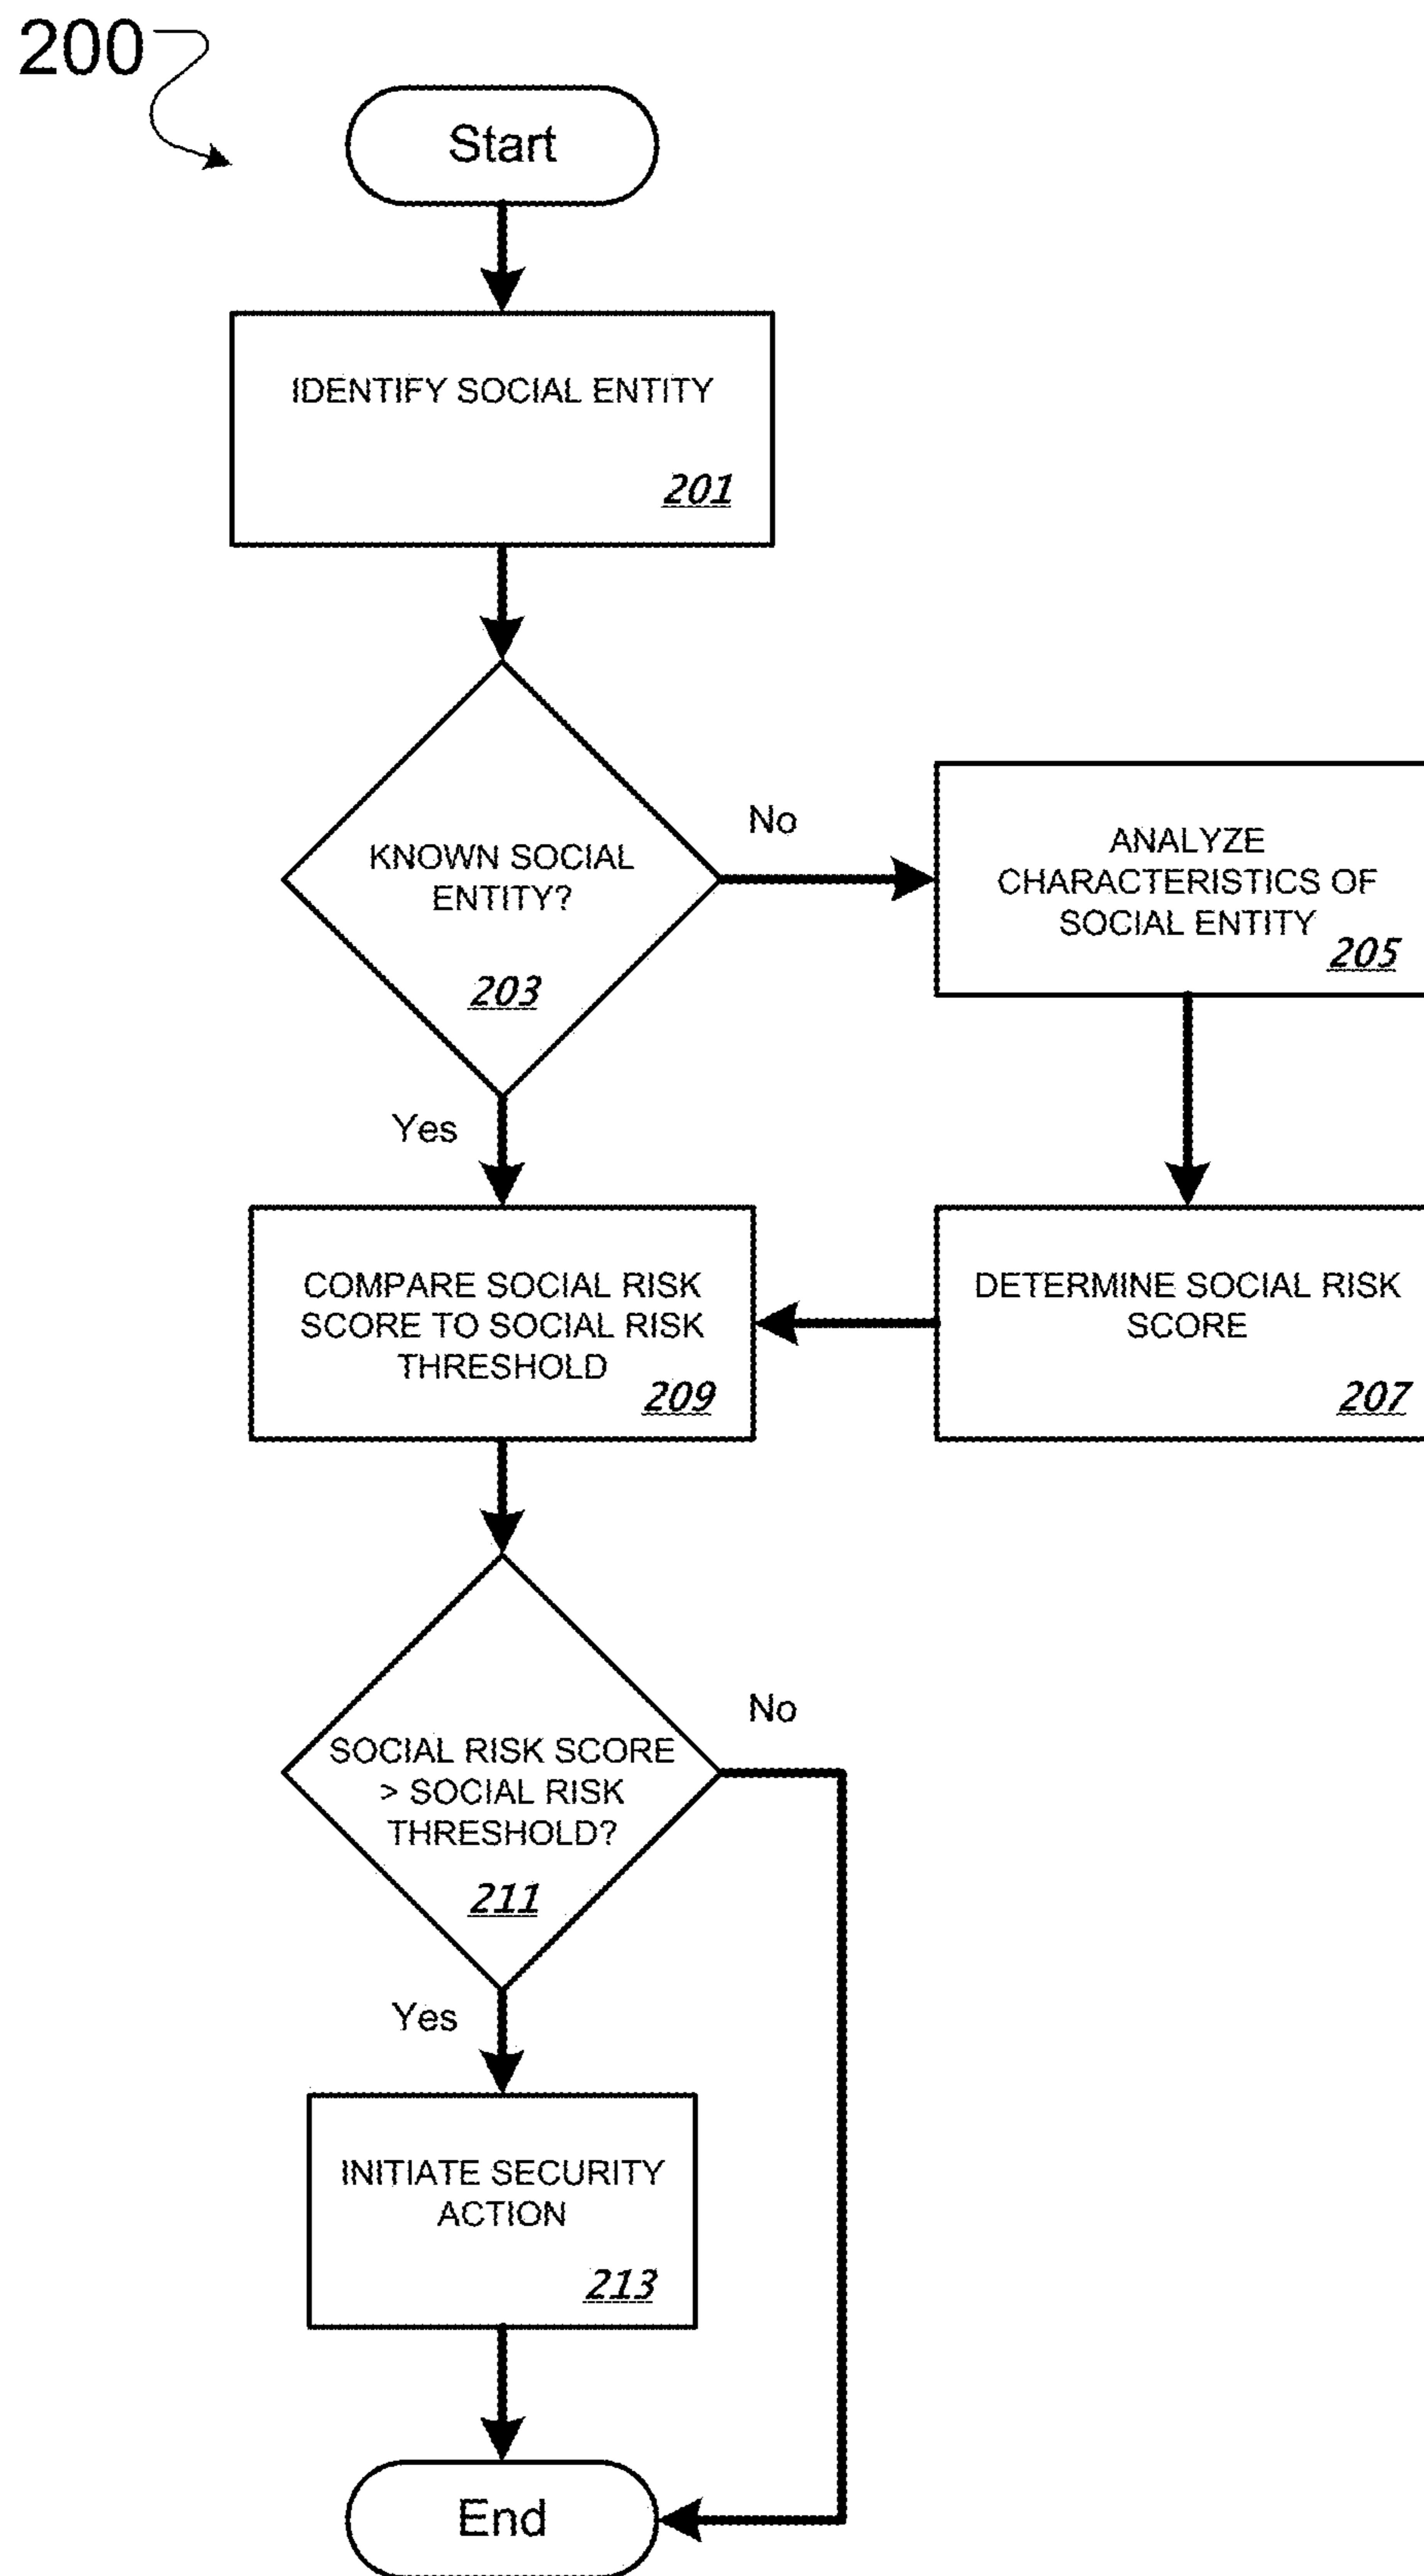 200
Start
IDENTIFY SOCIAL ENTITY
201
KNOWN SOCIAL
ENTITY?
203
No
ANALYZE
CHARACTERISTICS OF
SOCIAL ENTITY
205
Yes
COMPARE SOCIAL RISK
SCORE TO SOCIAL RISK
THRESHOLD
209
DETERMINE SOCIAL RISK
SCORE
207
SOCIAL RISK SCORE
> SOCIAL RISK
THRESHOLD?
211
No
Yes
INITIATE SECURITY
ACTION
213
End